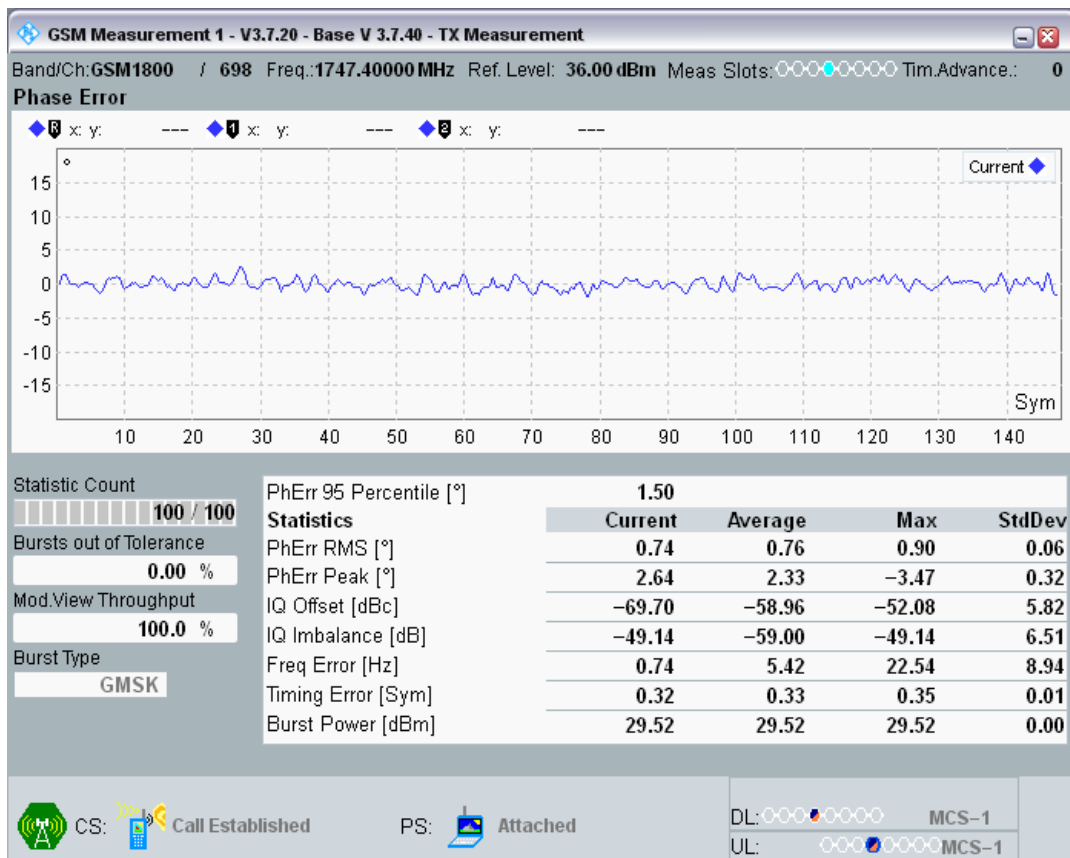 GSM Measurement 1 - V3.7.20 - Base V 3.7.40 - TX Measurement
Band/Ch:GSM1800 / 698 Freq.:1747.40000 MHz Ref. Level: 36.00 dBm Meas Slots: Tim.Advance.: 0
Phase Error
R x: y: --- 1 x: y: --- 2 x: y: ---
°
Current
15
10
5
0
-5
-10
-15
Sym
10 20 30 40 50 60 70 80 90 100 110 120 130 140
Statistic Count
100 / 100
Bursts out of Tolerance
0.00 %
Mod.View Throughput
100.0 %
Burst Type
GMSK
PhErr 95 Percentile [°] 1.50
Statistics Current Average Max StdDev
PhErr RMS [°] 0.74 0.76 0.90 0.06
PhErr Peak [°] 2.64 2.33 −3.47 0.32
IQ Offset [dBc] −69.70 −58.96 −52.08 5.82
IQ Imbalance [dB] −49.14 −59.00 −49.14 6.51
Freq Error [Hz] 0.74 5.42 22.54 8.94
Timing Error [Sym] 0.32 0.33 0.35 0.01
Burst Power [dBm] 29.52 29.52 29.52 0.00
CS: Call Established PS: Attached
DL: MCS−1
UL: MCS−1